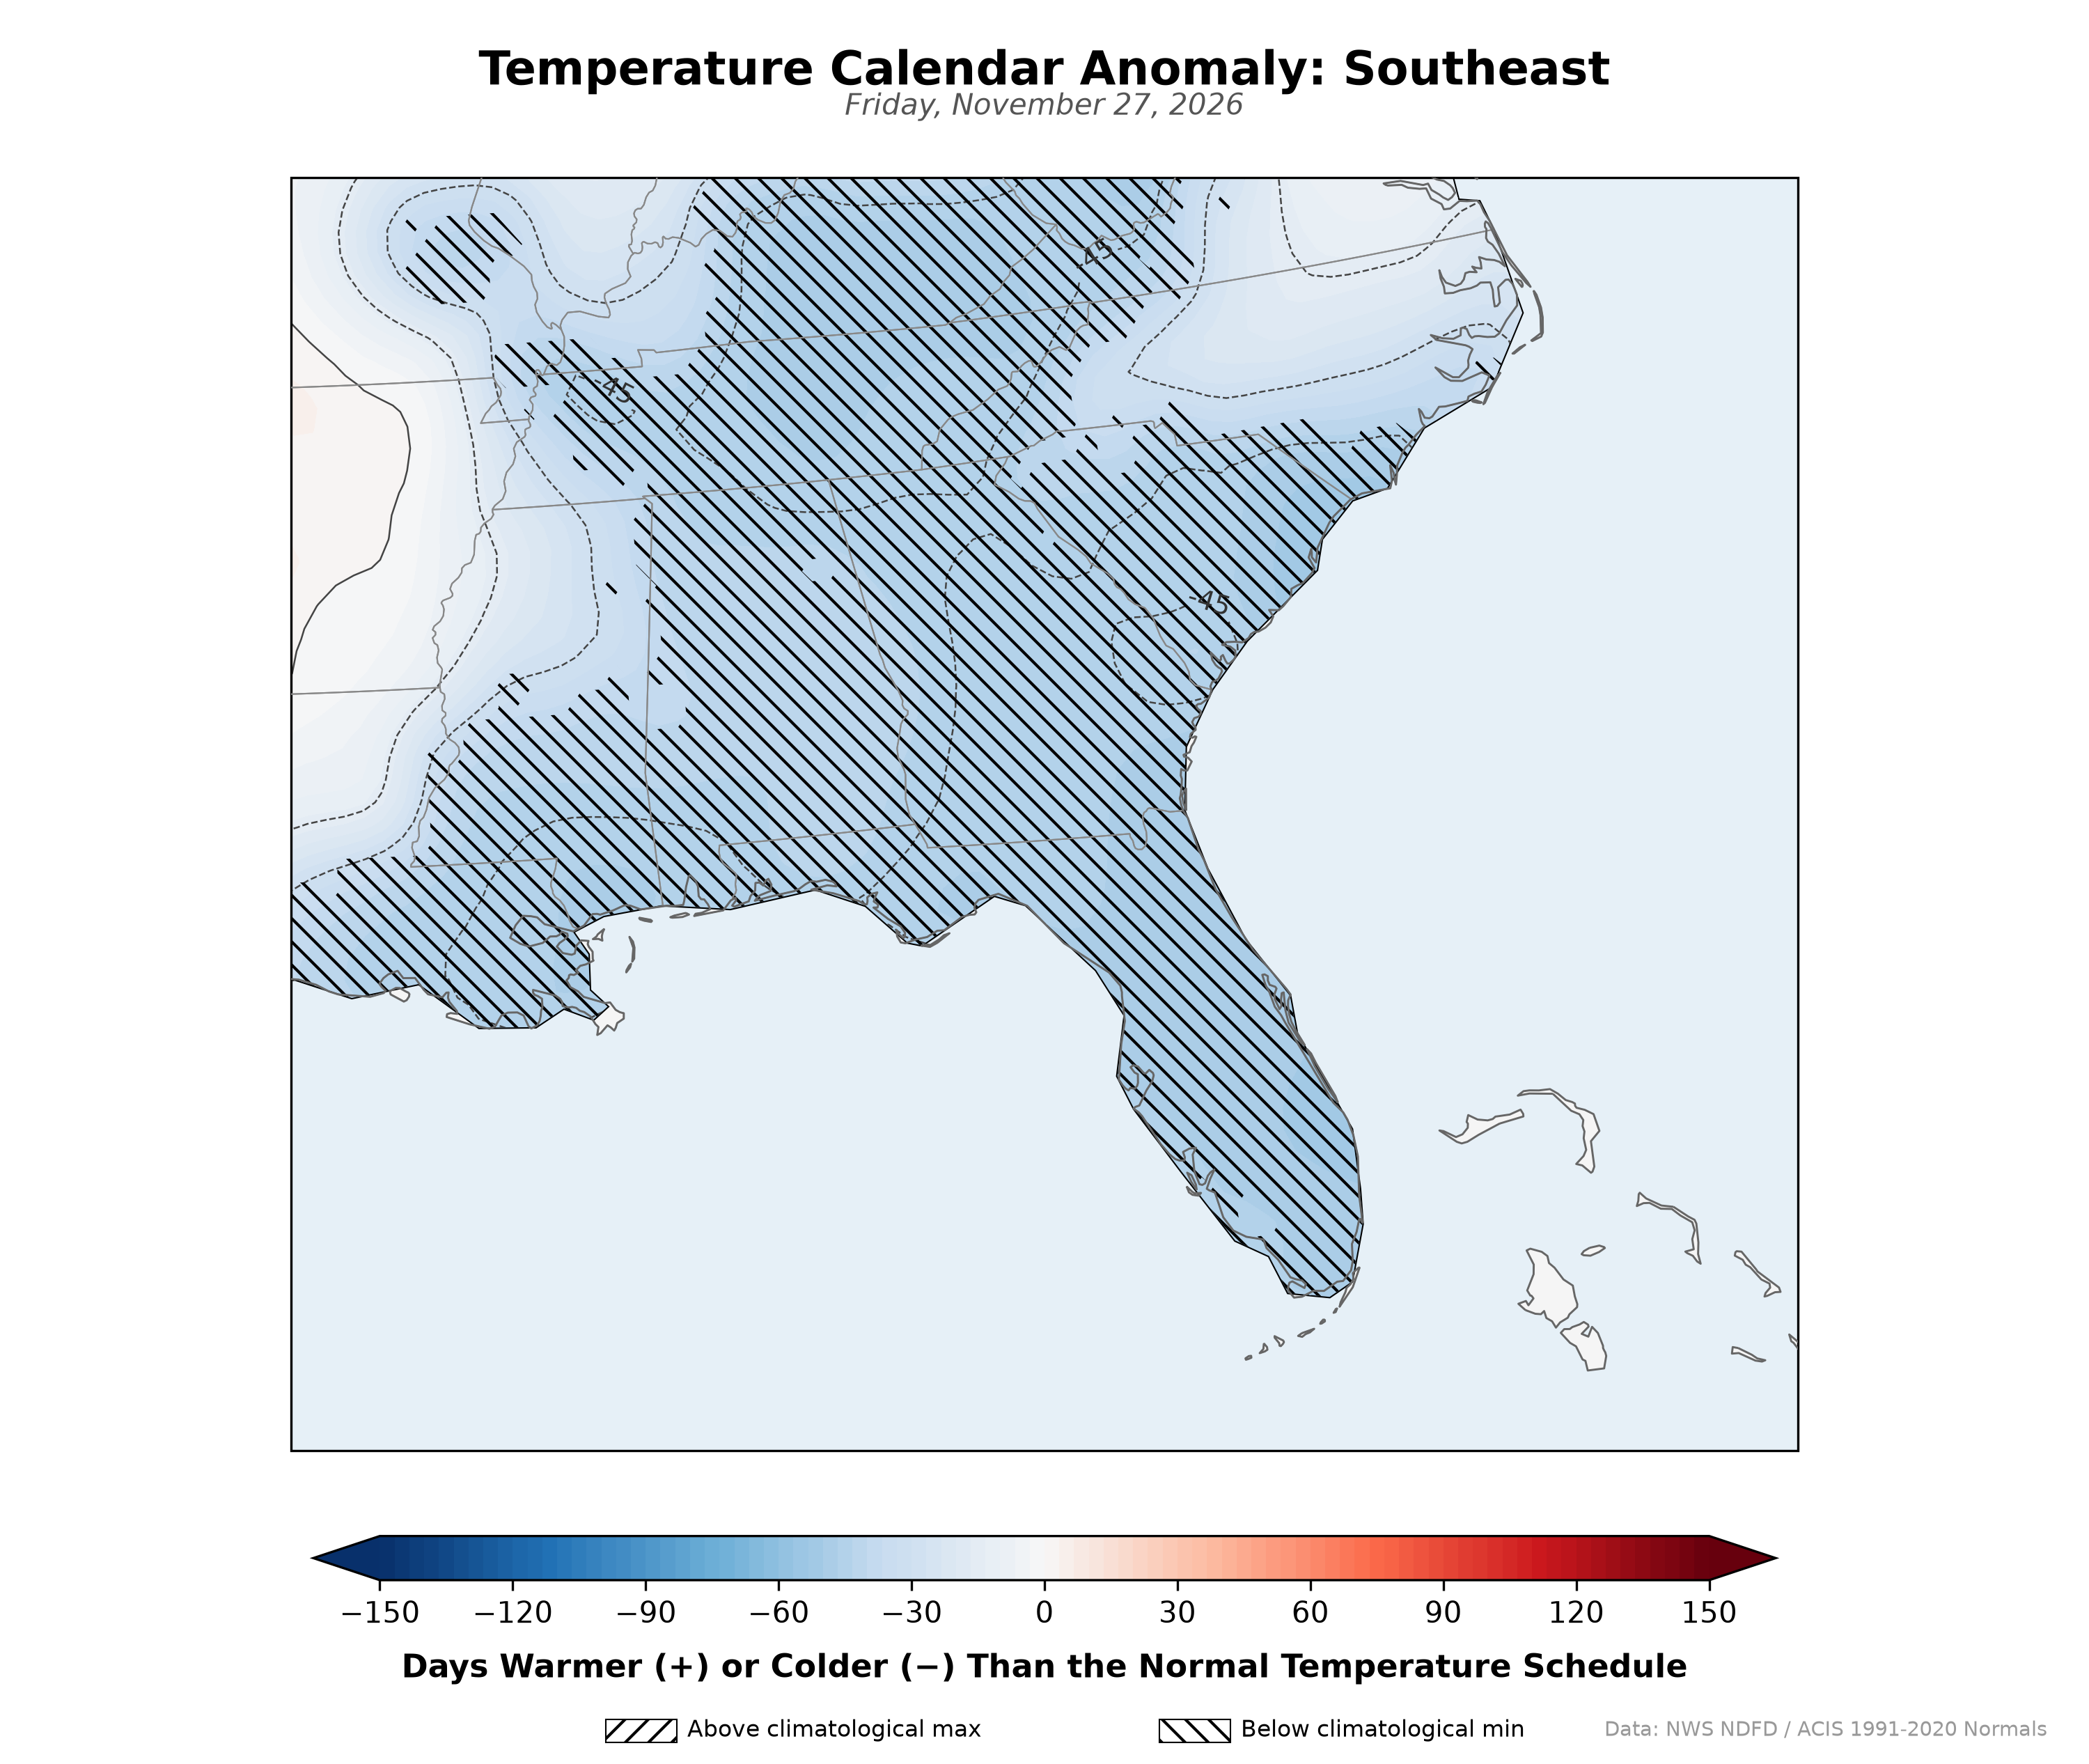 Temperature Calendar Anomaly: Southeast
Friday, November 27, 2026
-45
-45
-45
−150 −120 −90 −60 −30 0 30 60 90 120 150
Days Warmer (+) or Colder (−) Than the Normal Temperature Schedule
Above climatological max
Below climatological min
Data: NWS NDFD / ACIS 1991-2020 Normals